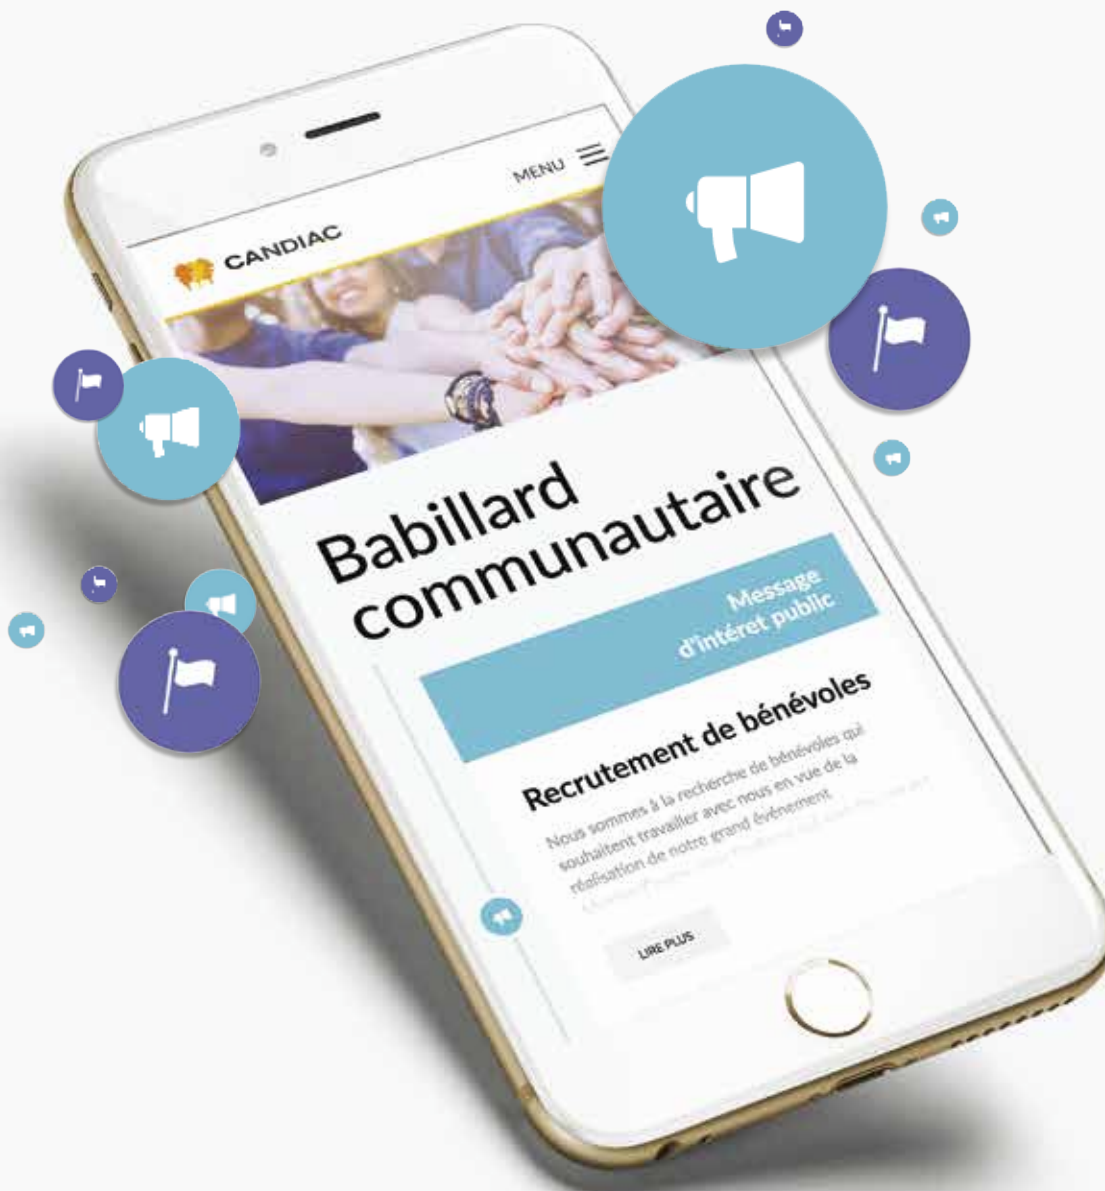 MENU
CANDIAC
Babillard
communautaire
Message
d'intéret public
Recrutement de bénévoles
Nous sommes à la recherche de bénévoles qui
souhaitent travailler avec nous en vue de la
réalisation de notre grand événement
LIRE PLUS